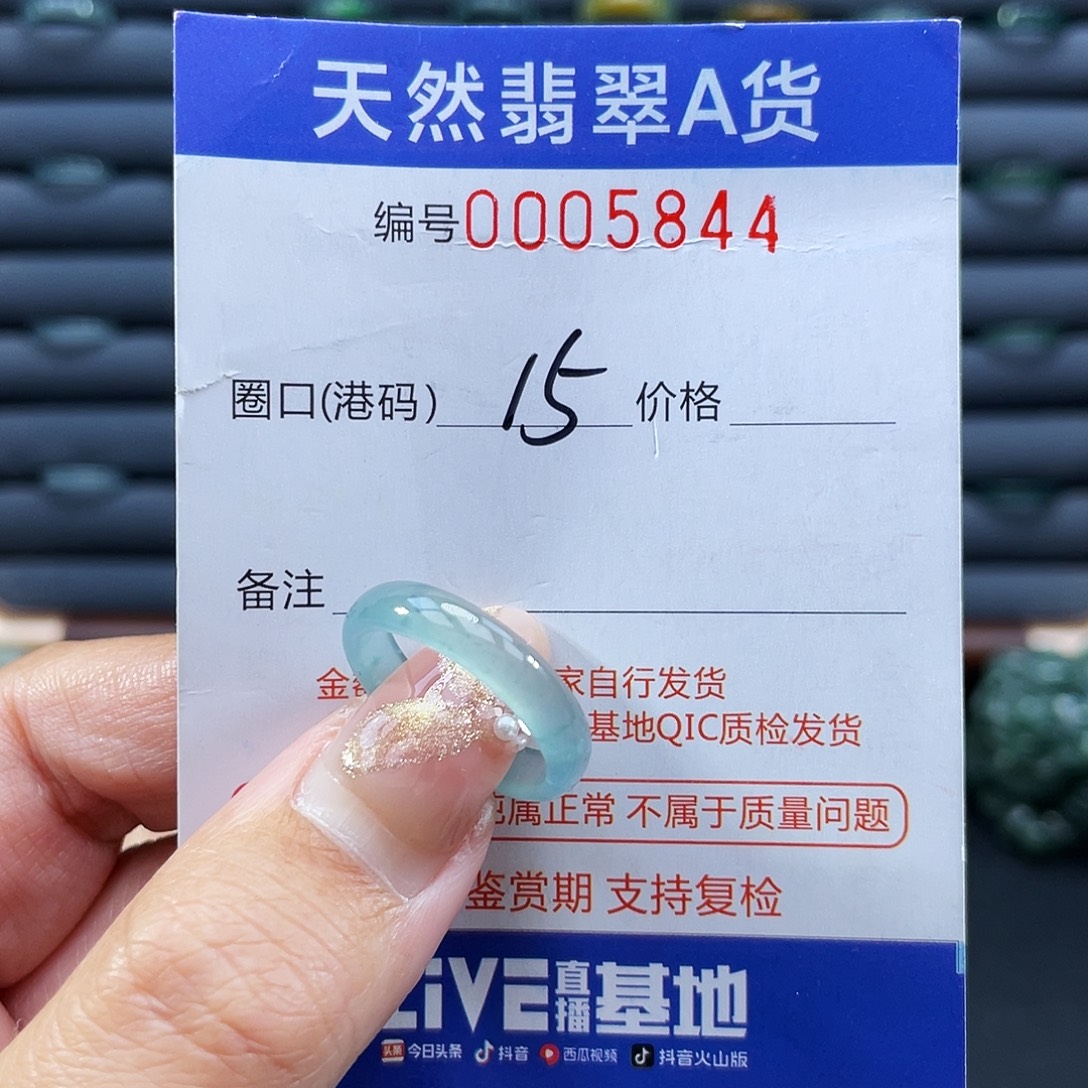 天然翡翠A货
编号0005844
圈口(港码) 15 价格
备注
金 家自行发货
基地QIC质检发货
属正常 不属于质量问题
鉴赏期 支持复检
LiVE直播基地
头条 今日头条 抖音 西瓜视频 抖音火山版